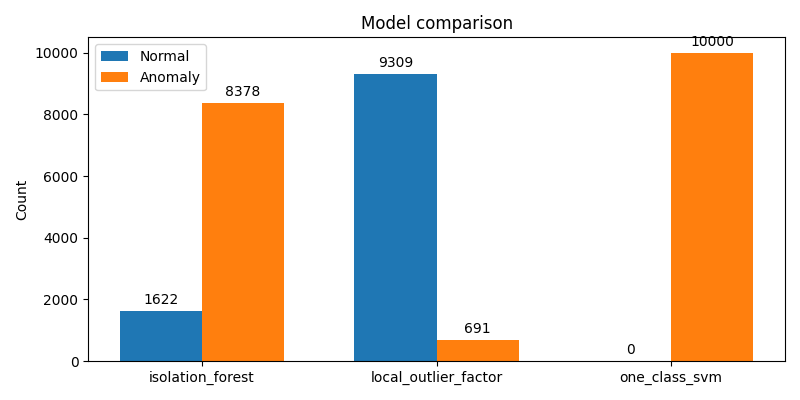 Model comparison
Normal
Anomaly
Count
10000
8000
6000
4000
2000
0
1622
8378
9309
691
0
10000
isolation_forest
local_outlier_factor
one_class_svm